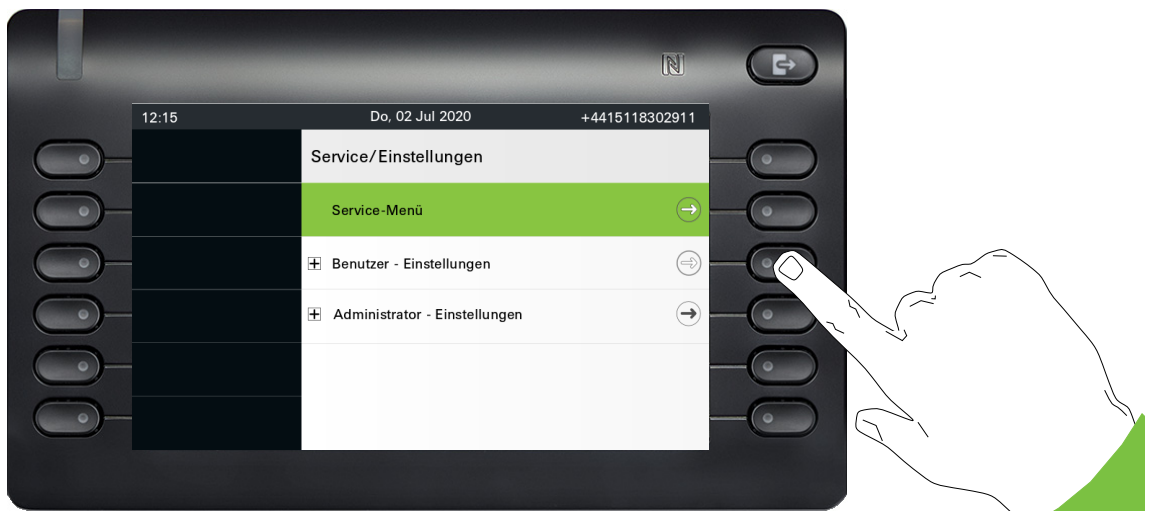 12:15
Do, 02 Jul 2020
+4415118302911
Service/Einstellungen
Service-Menü
Benutzer - Einstellungen
Administrator - Einstellungen